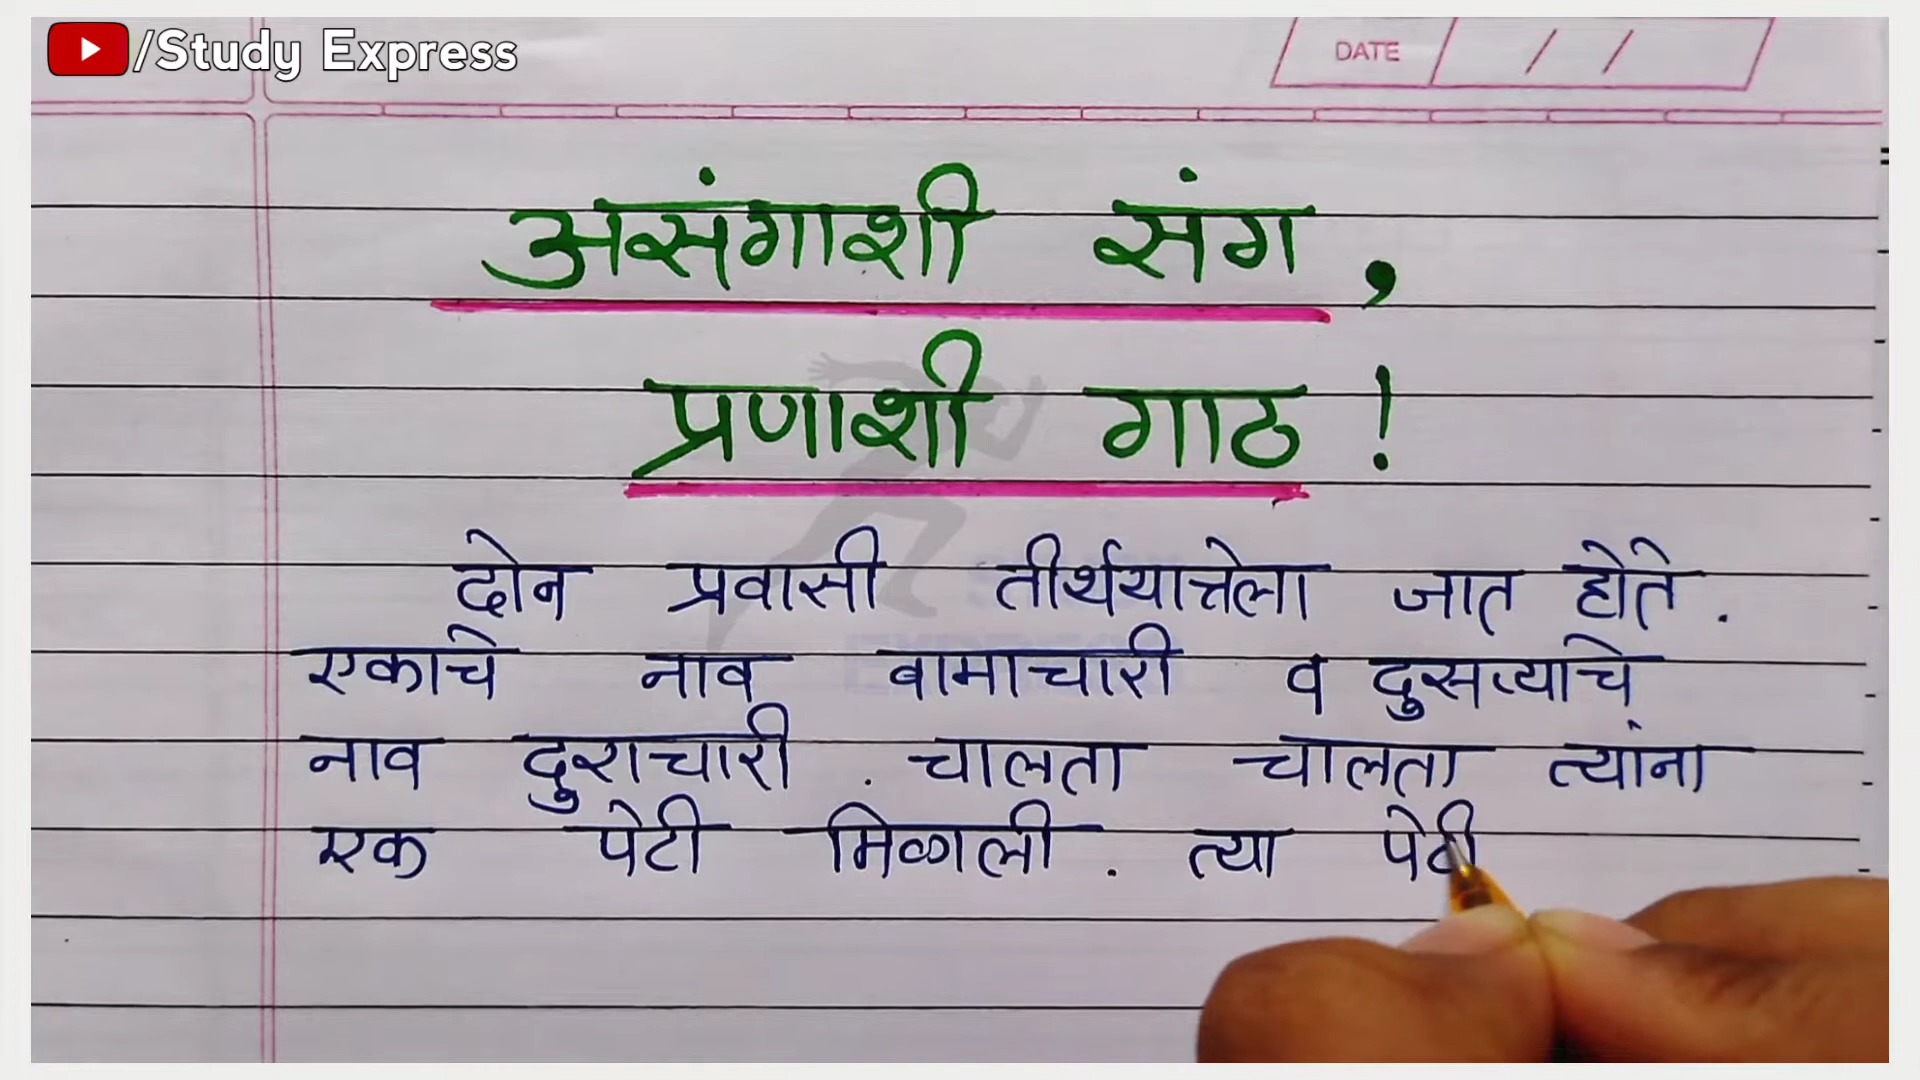 /Study Express
DATE / /
असंगाशी संग,
प्रणाशी गाठ !
दोन प्रवासी तीर्थयात्रेला जात होते.
एकाचे नाव वामाचारी व दुसऱ्याचे
नाव दुराचारी. चालता चालता त्यांना
एक पेटी मिळाली. त्या पेटी